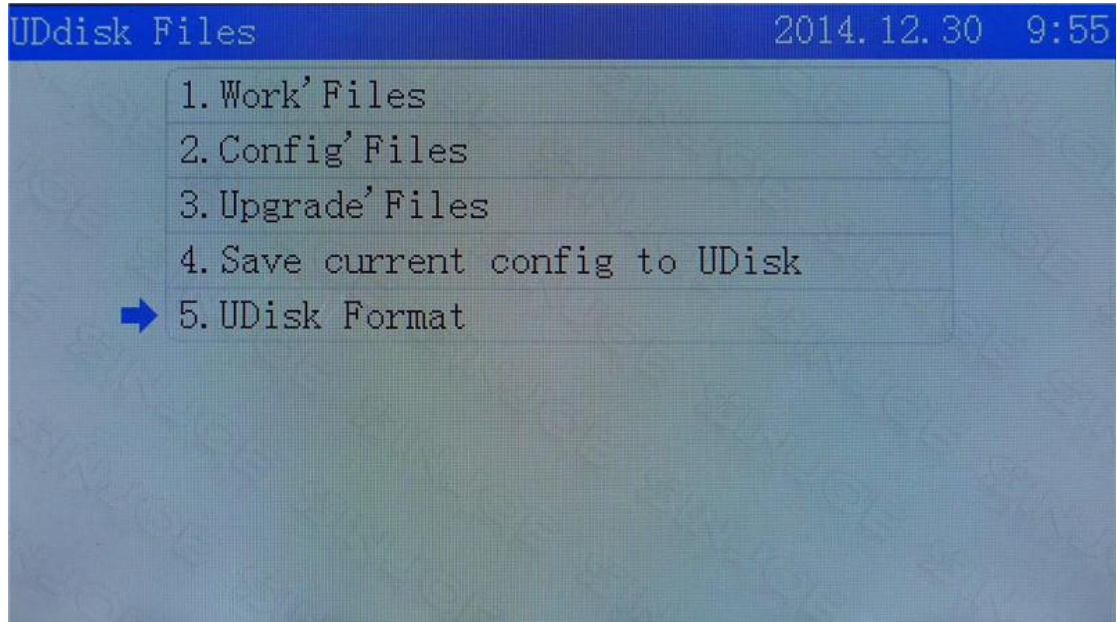 UDdisk Files 2014.12.30 9:55
1.Work'Files
2.Config'Files
3.Upgrade'Files
4.Save current config to UDisk
5.UDisk Format